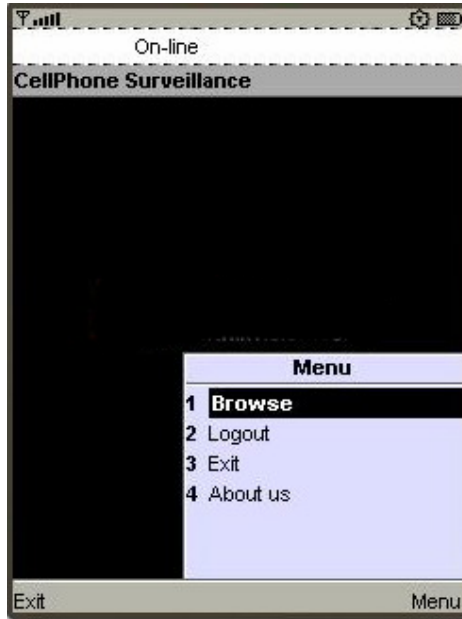 On-line
CellPhone Surveillance
Menu
1 Browse
2 Logout
3 Exit
4 About us
Exit Menu